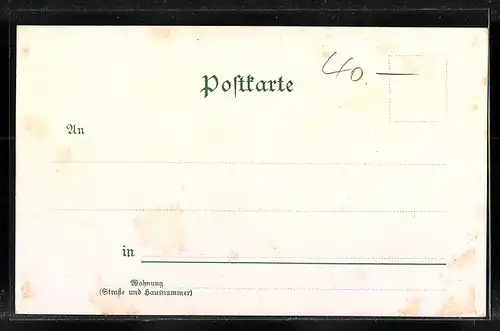 Postkarte
40.—
An
in
Wohnung
(Straße und Hausnummer)